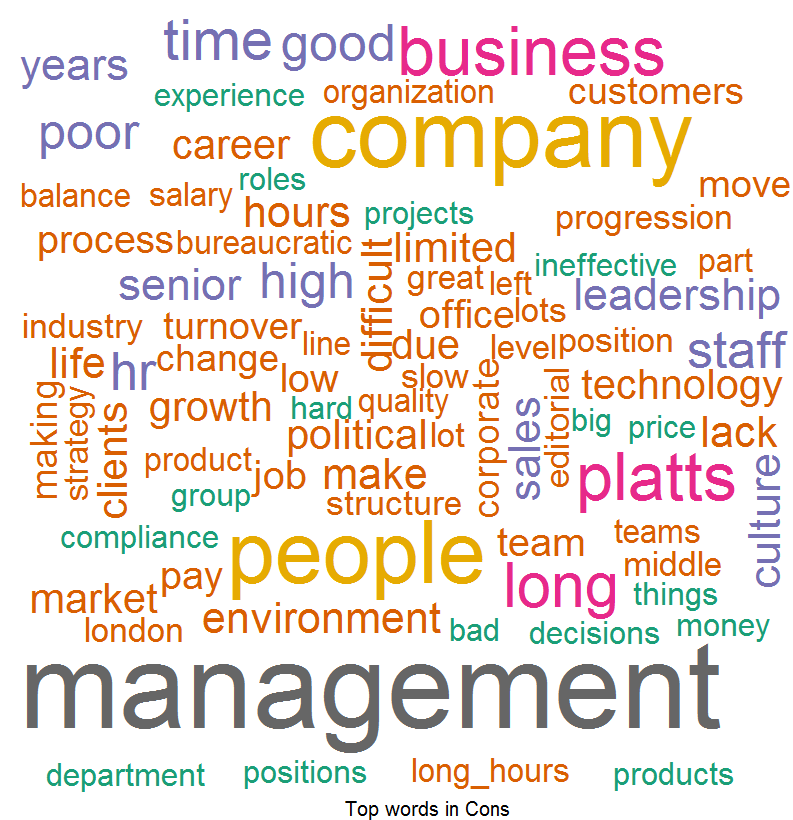 years time good business
experience organization customers
poor career company
balance salary roles move
hours projects progression
process bureaucratic difficult limited
ineffective part
senior high great left leadership
industry turnover office lots
line due level position staff
life hr change
making strategy clients low slow corporate technology
growth hard quality sales editorial big price lack
political lot
product job make platts
group structure culture
compliance people team teams
middle
market pay long things
london environment bad decisions money
management
department positions long_hours products
Top words in Cons